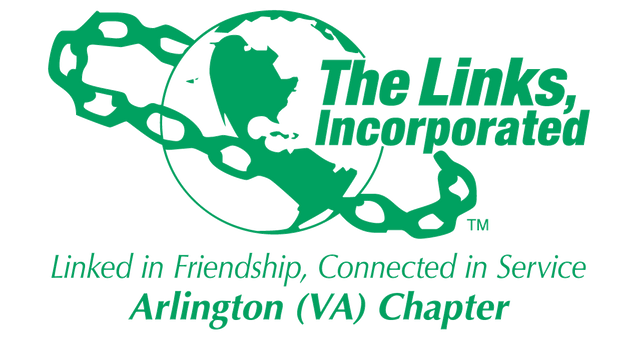 The Links,
Incorporated
TM
Linked in Friendship, Connected in Service
Arlington (VA) Chapter